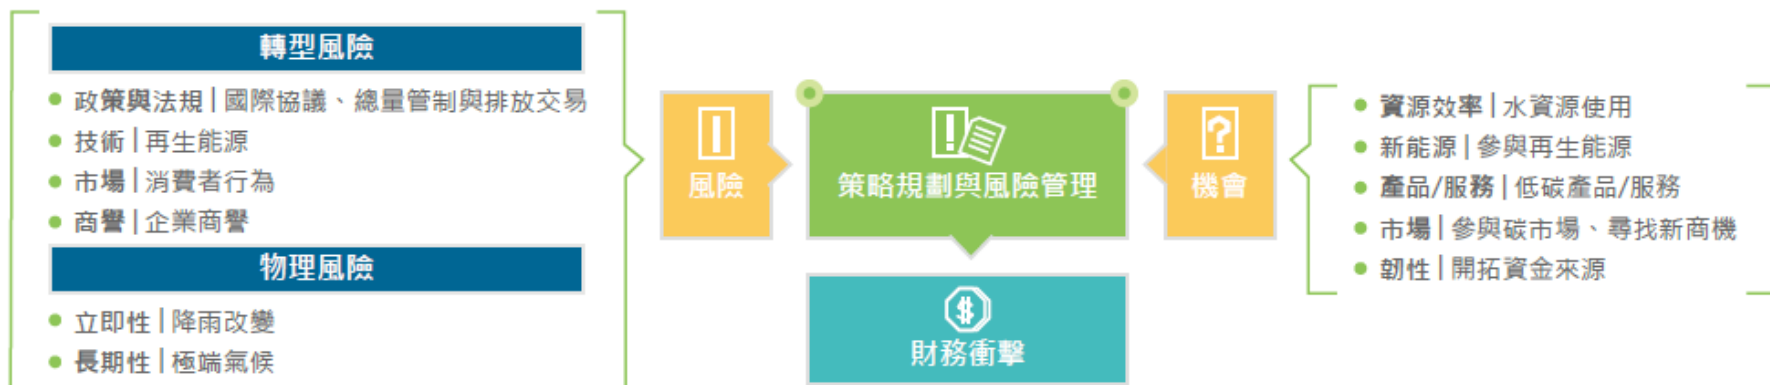 轉型風險
政策與法規 | 國際協議、總量管制與排放交易
技術 | 再生能源
市場 | 消費者行為
商譽 | 企業商譽
物理風險
立即性 | 降雨改變
長期性 | 極端氣候
風險
策略規劃與風險管理
機會
財務衝擊
資源效率 | 水資源使用
新能源 | 參與再生能源
產品/服務 | 低碳產品/服務
市場 | 參與碳市場、尋找新商機
韌性 | 開拓資金來源